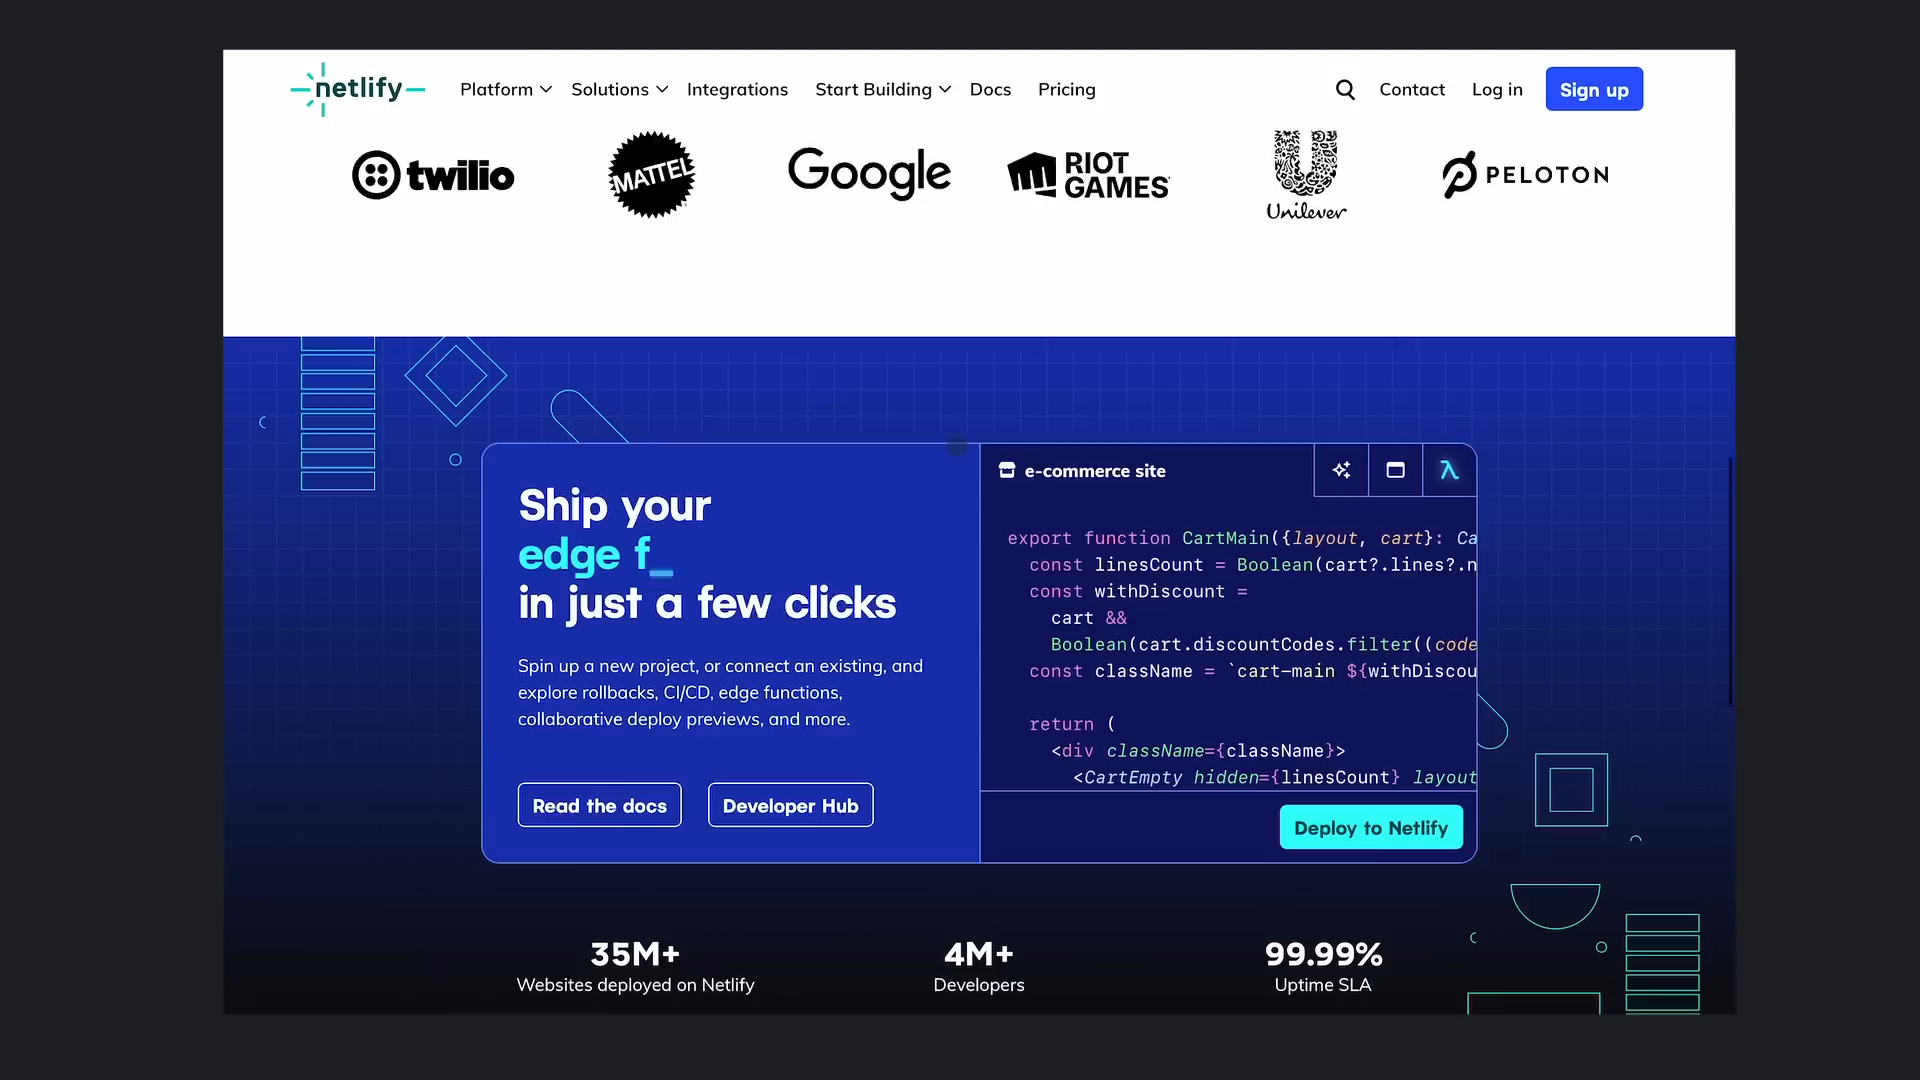 netlify Platform Solutions Integrations Start Building Docs Pricing Contact Log in Sign up
twilio MATTEL Google RIOT GAMES Unilever PELOTON
Ship your
edge f_
in just a few clicks
Spin up a new project, or connect an existing, and
explore rollbacks, CI/CD, edge functions,
collaborative deploy previews, and more.
Read the docs Developer Hub
e-commerce site λ
export function CartMain({layout, cart}: Ca
const linesCount = Boolean(cart?.lines?.n
const withDiscount =
cart &&
Boolean(cart.discountCodes.filter((code
const className = `cart-main ${withDiscou
return (
<div className={className}>
<CartEmpty hidden={linesCount} layout
Deploy to Netlify
35M+ 4M+ 99.99%
Websites deployed on Netlify Developers Uptime SLA